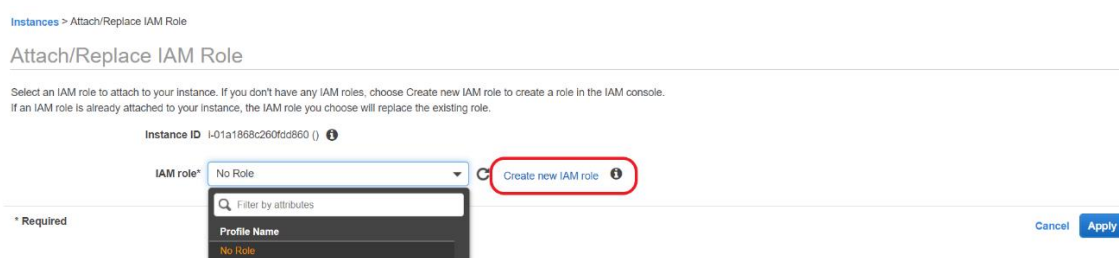 Instances > Attach/Replace IAM Role
Attach/Replace IAM Role
Select an IAM role to attach to your instance. If you don't have any IAM roles, choose Create new IAM role to create a role in the IAM console.
If an IAM role is already attached to your instance, the IAM role you choose will replace the existing role.
Instance ID i-01a1868c260fdd860 ()
IAM role* No Role Create new IAM role
Filter by attributes
* Required
Profile Name
Cancel Apply
No Role